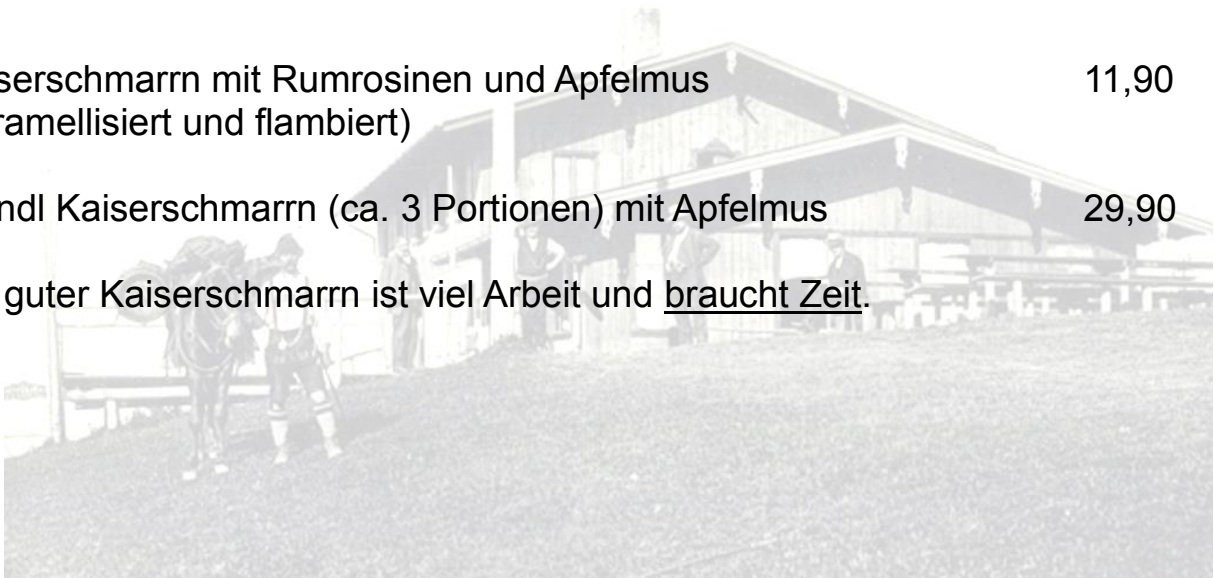 serschmarrn mit Rumrosinen und Apfelmus 11,90
ramellisiert und flambiert)
ndl Kaiserschmarrn (ca. 3 Portionen) mit Apfelmus 29,90
guter Kaiserschmarrn ist viel Arbeit und braucht Zeit.